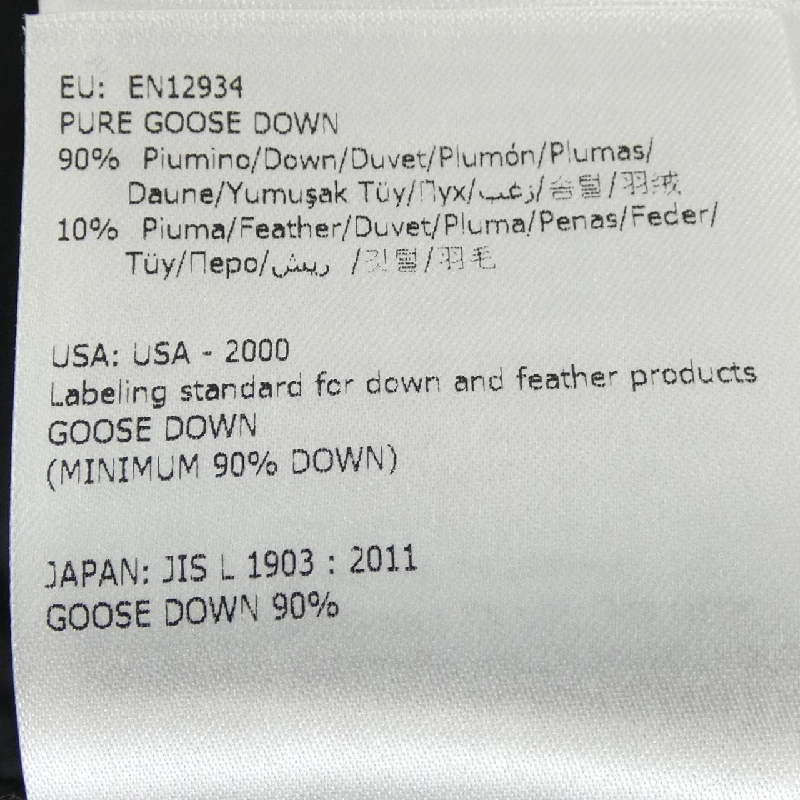 EU: EN12934
PURE GOOSE DOWN
90% Piumino/Down/Duvet/Plumón/Plumas/
Daune/Yumuşak Tüy/Пух/زغب/솜털/羽绒
10% Piuma/Feather/Duvet/Pluma/Penas/Feder/
Tüy/Перо/ريش /깃털/羽毛
USA: USA - 2000
Labeling standard for down and feather products
GOOSE DOWN
(MINIMUM 90% DOWN)
JAPAN: JIS L 1903 : 2011
GOOSE DOWN 90%